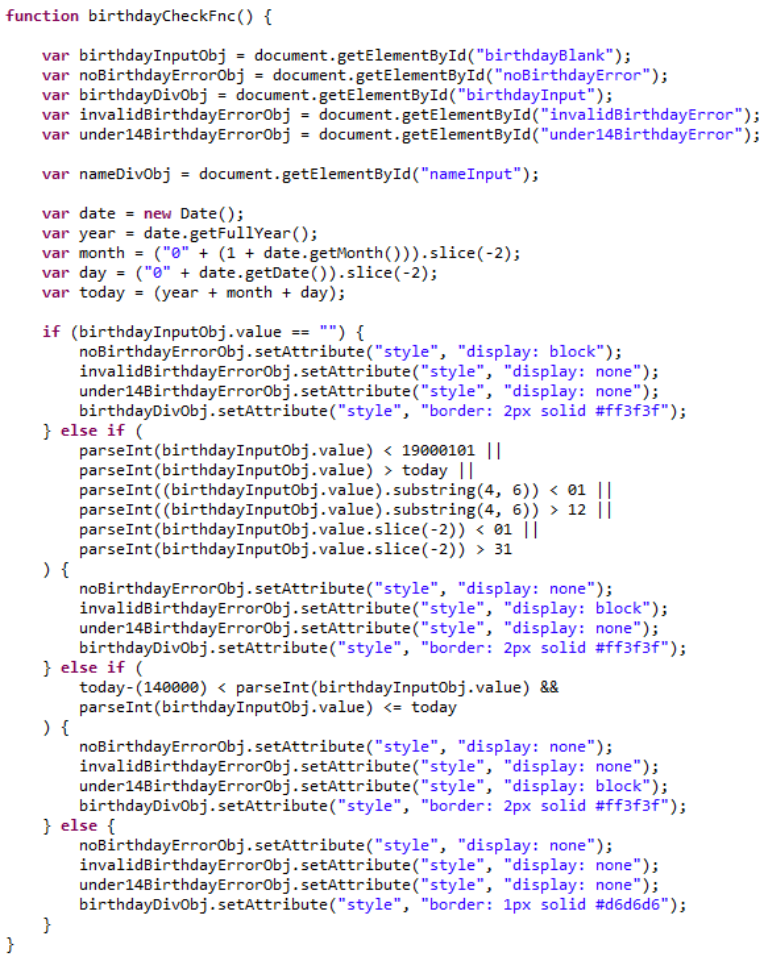 function birthdayCheckFnc() {
var birthdayInputObj = document.getElementById("birthdayBlank");
var noBirthdayErrorObj = document.getElementById("noBirthdayError");
var birthdayDivObj = document.getElementById("birthdayInput");
var invalidBirthdayErrorObj = document.getElementById("invalidBirthdayError");
var under14BirthdayErrorObj = document.getElementById("under14BirthdayError");
var nameDivObj = document.getElementById("nameInput");
var date = new Date();
var year = date.getFullYear();
var month = ("0" + (1 + date.getMonth())).slice(-2);
var day = ("0" + date.getDate()).slice(-2);
var today = (year + month + day);
if (birthdayInputObj.value == "") {
noBirthdayErrorObj.setAttribute("style", "display: block");
invalidBirthdayErrorObj.setAttribute("style", "display: none");
under14BirthdayErrorObj.setAttribute("style", "display: none");
birthdayDivObj.setAttribute("style", "border: 2px solid #ff3f3f");
} else if (
parseInt(birthdayInputObj.value) < 19000101 ||
parseInt(birthdayInputObj.value) > today ||
parseInt((birthdayInputObj.value).substring(4, 6)) < 01 ||
parseInt((birthdayInputObj.value).substring(4, 6)) > 12 ||
parseInt(birthdayInputObj.value.slice(-2)) < 01 ||
parseInt(birthdayInputObj.value.slice(-2)) > 31
) {
noBirthdayErrorObj.setAttribute("style", "display: none");
invalidBirthdayErrorObj.setAttribute("style", "display: block");
under14BirthdayErrorObj.setAttribute("style", "display: none");
birthdayDivObj.setAttribute("style", "border: 2px solid #ff3f3f");
} else if (
today-(140000) < parseInt(birthdayInputObj.value) &&
parseInt(birthdayInputObj.value) <= today
) {
noBirthdayErrorObj.setAttribute("style", "display: none");
invalidBirthdayErrorObj.setAttribute("style", "display: none");
under14BirthdayErrorObj.setAttribute("style", "display: block");
birthdayDivObj.setAttribute("style", "border: 2px solid #ff3f3f");
} else {
noBirthdayErrorObj.setAttribute("style", "display: none");
invalidBirthdayErrorObj.setAttribute("style", "display: none");
under14BirthdayErrorObj.setAttribute("style", "display: none");
birthdayDivObj.setAttribute("style", "border: 1px solid #d6d6d6");
}
}